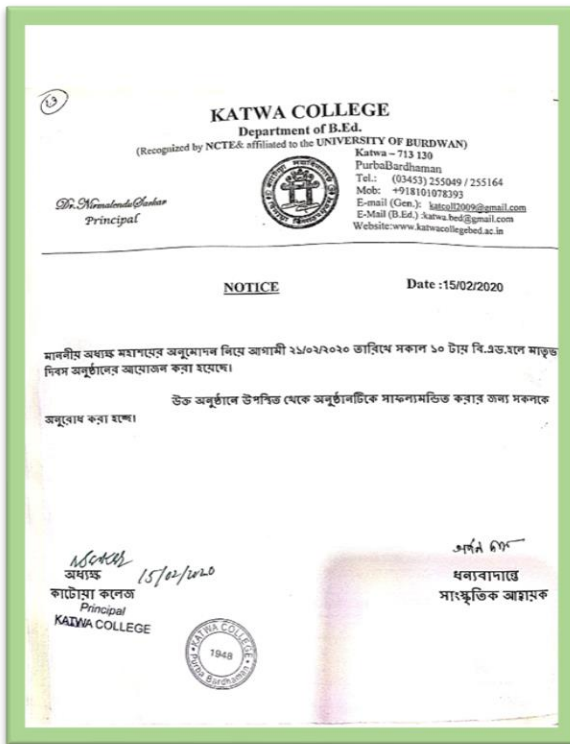 KATWA COLLEGE
Department of B.Ed.
(Recognized by NCTE& affiliated to the UNIVERSITY OF BURDWAN)
Katwa – 713 130
PurbaBardhaman
Tel.: (03453) 255049 / 255164
Mob: +918101078393
E-mail (Gen.): katcoll2009@gmail.com
E-Mail (B.Ed.) :katwa.bed@gmail.com
Website:www.katwacollegebed.ac.in
Dr. Nirmalendu Sarkar
Principal
NOTICE
Date :15/02/2020
মাননীয় অধ্যক্ষ মহাশয়ের অনুমোদন নিয়ে আগামী ২১/০২/২০২০ তারিখে সকাল ১০ টায় বি.এড.হলে মাতৃভ
দিবস অনুষ্ঠানের আয়োজন করা হয়েছে।
উক্ত অনুষ্ঠানে উপস্থিত থেকে অনুষ্ঠানটিকে সাফল্যমন্ডিত করার জন্য সকলকে
অনুরোধ করা হচ্ছে।
15/02/2020
অধ্যক্ষ
কাটোয়া কলেজ
Principal
KATWA COLLEGE
KATWA COLLEGE
1948
Purba Bardhaman
ধন্যবাদান্তে
সাংস্কৃতিক আহ্বায়ক